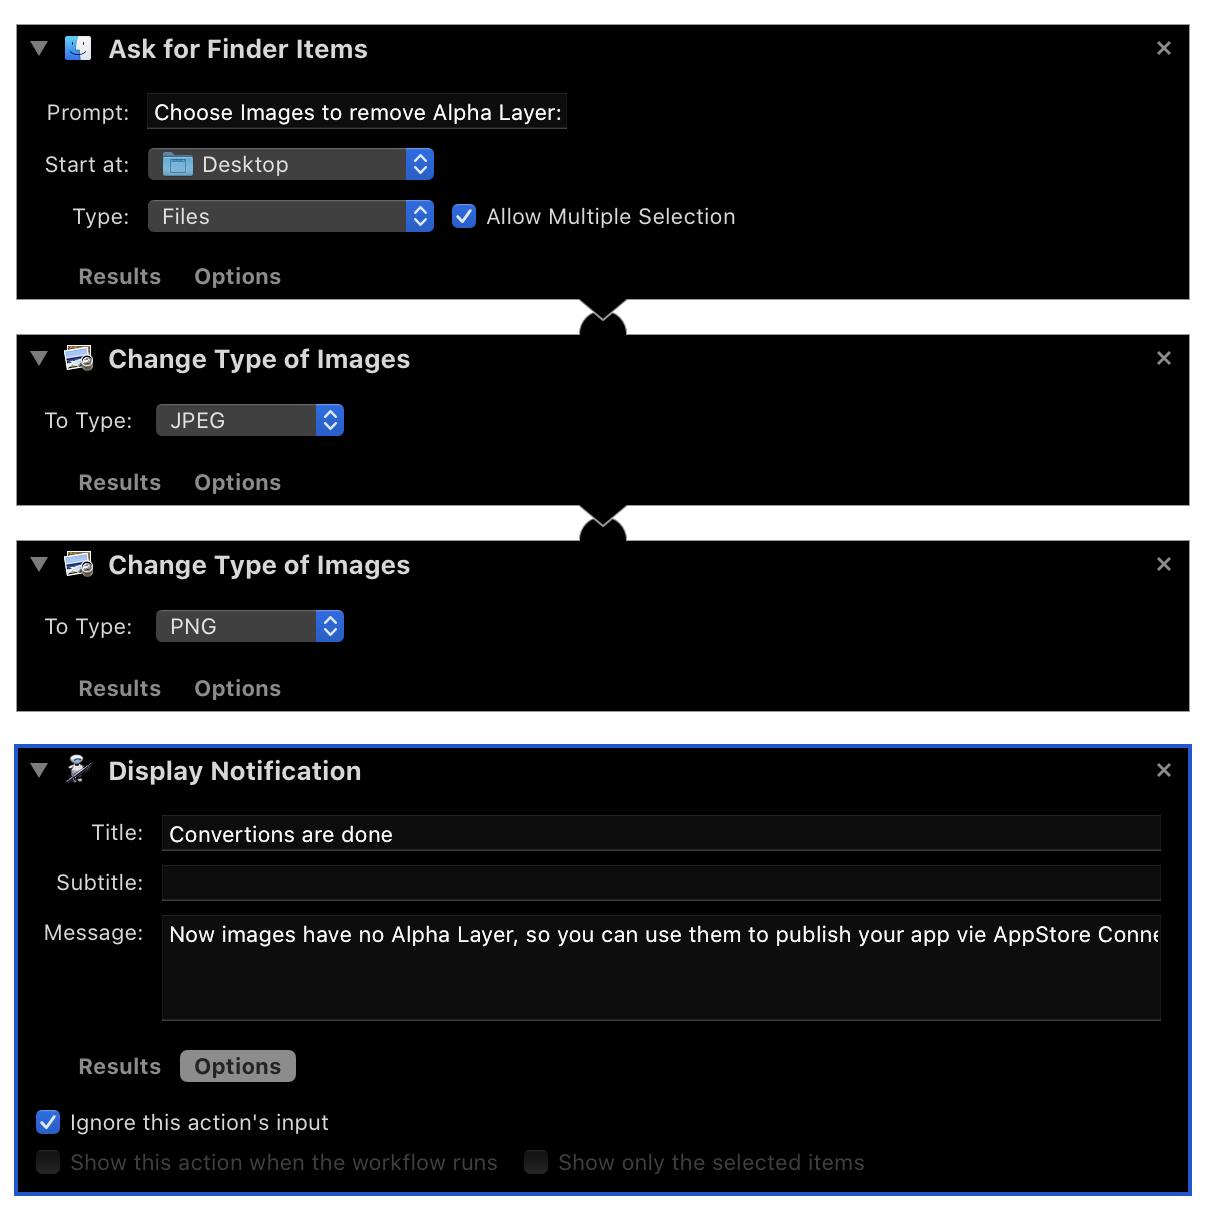 Ask for Finder Items
Prompt: Choose Images to remove Alpha Layer:
Start at: Desktop
Type: Files Allow Multiple Selection
Results Options
Change Type of Images
To Type: JPEG
Results Options
Change Type of Images
To Type: PNG
Results Options
Display Notification
Title: Convertions are done
Subtitle:
Message: Now images have no Alpha Layer, so you can use them to publish your app vie AppStore Conne
Results Options
Ignore this action's input
Show this action when the workflow runs Show only the selected items